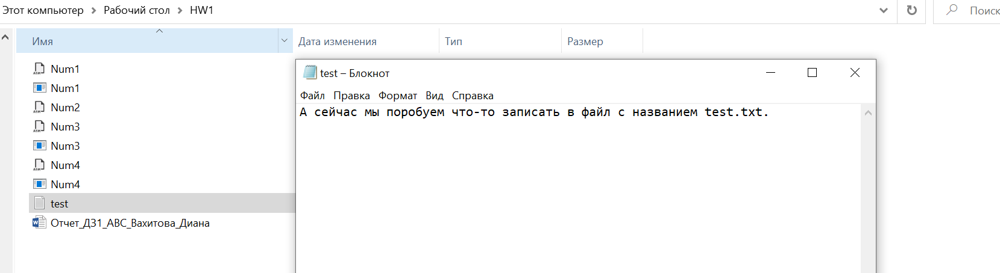 Этот компьютер > Рабочий стол > HW1
Поиск
Имя Дата изменения Тип Размер
Num1
Num1
Num2
Num3
Num3
Num4
Num4
test
Отчет_ДЗ1_АВС_Вахитова_Диана
test – Блокнот
Файл Правка Формат Вид Справка
А сейчас мы поробуем что-то записать в файл с названием test.txt.